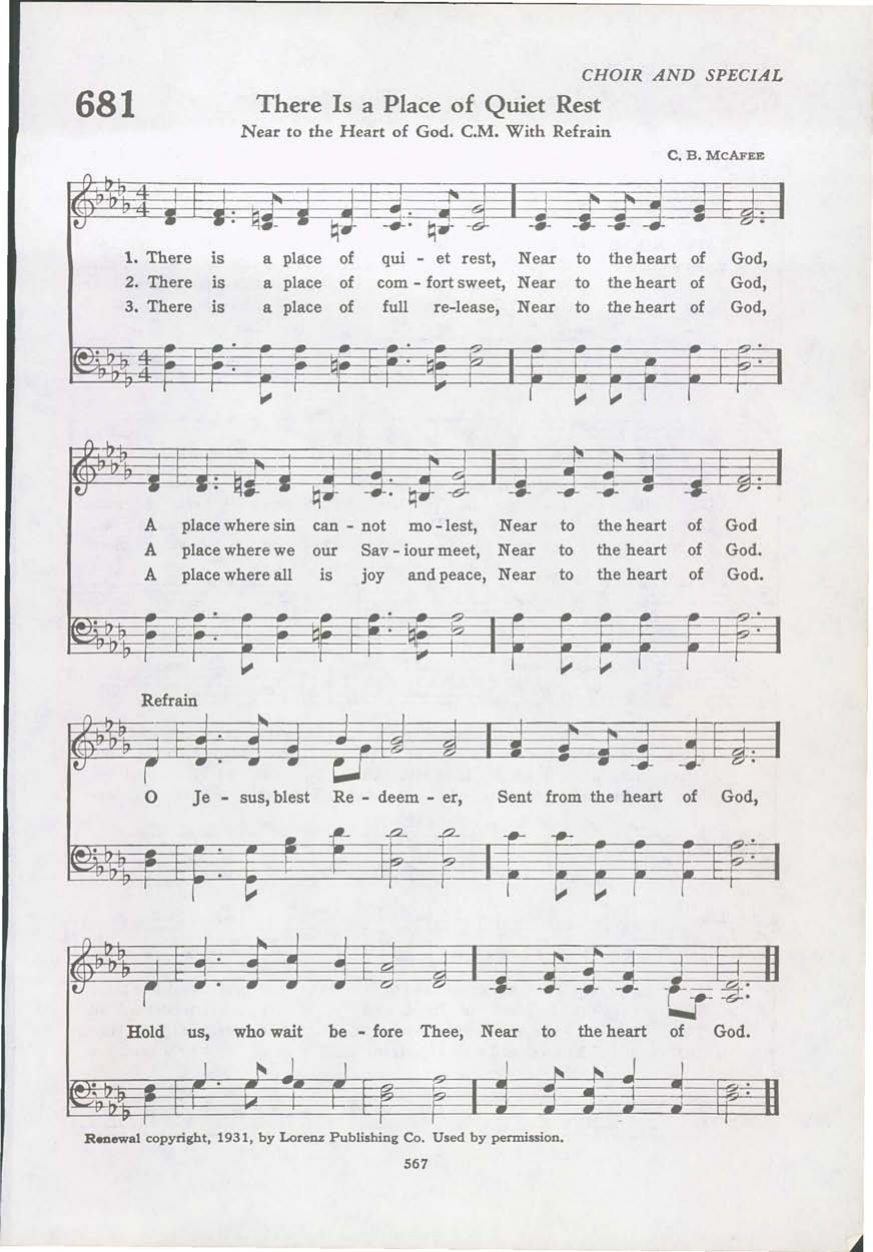 CHOIR AND SPECIAL
681 There Is a Place of Quiet Rest
Near to the Heart of God. C.M. With Refrain
C. B. McAfee
1. There is a place of qui - et rest, Near to the heart of God,
2. There is a place of com - fort sweet, Near to the heart of God,
3. There is a place of full re-lease, Near to the heart of God,
A place where sin can - not mo - lest, Near to the heart of God
A place where we our Sav - iour meet, Near to the heart of God.
A place where all is joy and peace, Near to the heart of God.
Refrain
O Je - sus, blest Re - deem - er, Sent from the heart of God,
Hold us, who wait be - fore Thee, Near to the heart of God.
Renewal copyright, 1931, by Lorenz Publishing Co. Used by permission.
567